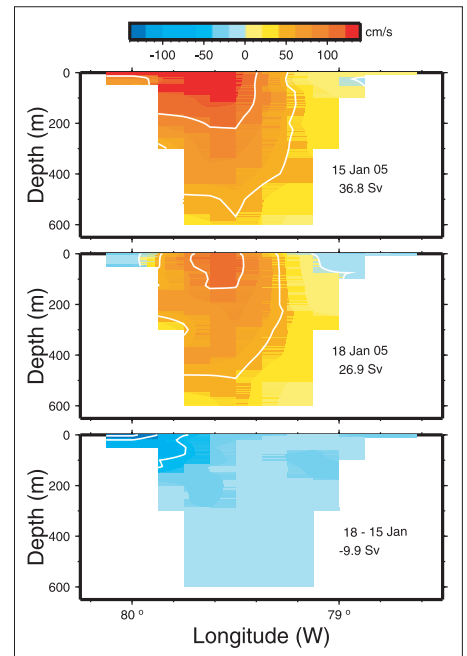 cm/s
-100 -50 0 50 100
0
200
400
600
Depth (m)
15 Jan 05
36.8 Sv
0
200
400
600
Depth (m)
18 Jan 05
26.9 Sv
0
200
400
600
Depth (m)
18 - 15 Jan
-9.9 Sv
80 º 79 º
Longitude (W)